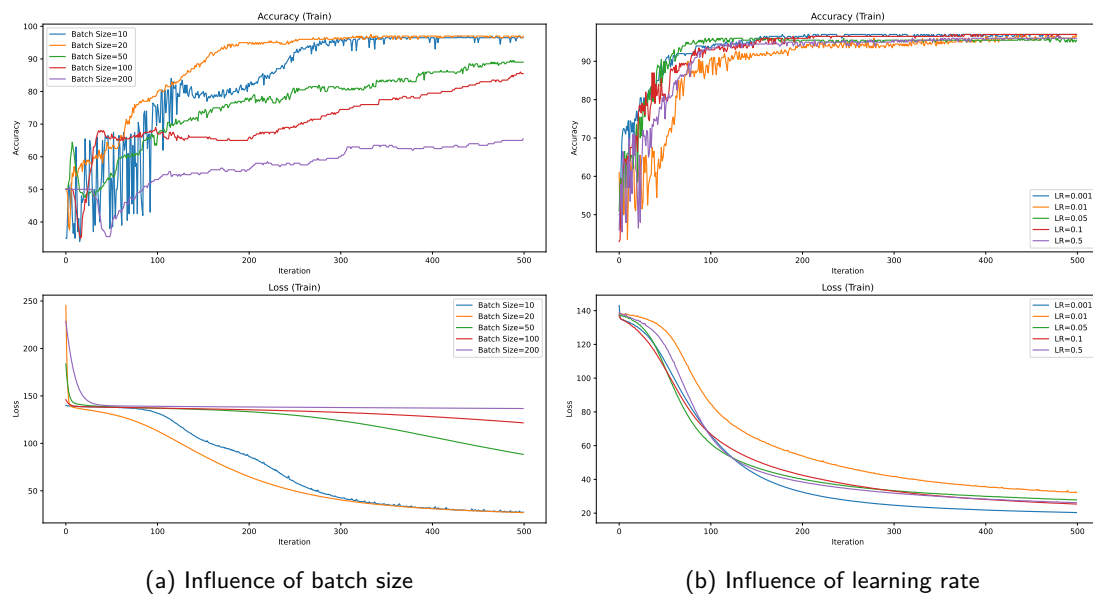 Accuracy (Train)
100
90
80
70
60
50
40
Accuracy
Batch Size=10
Batch Size=20
Batch Size=50
Batch Size=100
Batch Size=200
0
100
200
300
400
500
Iteration
Loss (Train)
250
200
150
100
50
Loss
Batch Size=10
Batch Size=20
Batch Size=50
Batch Size=100
Batch Size=200
0
100
200
300
400
500
Iteration
(a) Influence of batch size
Accuracy (Train)
90
80
70
60
50
Accuracy
LR=0.001
LR=0.01
LR=0.05
LR=0.1
LR=0.5
0
100
200
300
400
500
Iteration
Loss (Train)
140
120
100
80
60
40
20
Loss
LR=0.001
LR=0.01
LR=0.05
LR=0.1
LR=0.5
0
100
200
300
400
500
Iteration
(b) Influence of learning rate